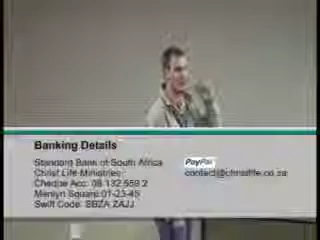 Banking Details
Standard Bank of South Africa
Christ Life Ministries
Cheque Acc: 08 132 559 2
Menlyn Square 01-23-45
Swift Code: SBZA ZAJJ
PayPal
contact@christlife.co.za